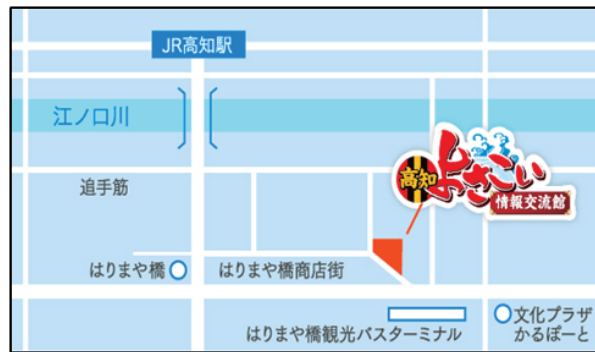 JR高知駅
江ノ口川
高知
よさこい
情報交流館
追手筋
はりまや橋
はりまや橋商店街
はりまや橋観光バスターミナル
文化プラザ
かるぽーと